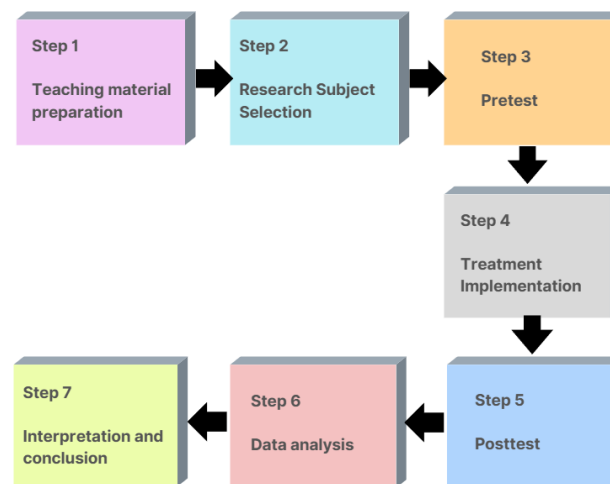 Step 1
Teaching material
preparation
Step 2
Research Subject
Selection
Step 3
Pretest
Step 4
Treatment
Implementation
Step 5
Posttest
Step 6
Data analysis
Step 7
Interpretation and
conclusion